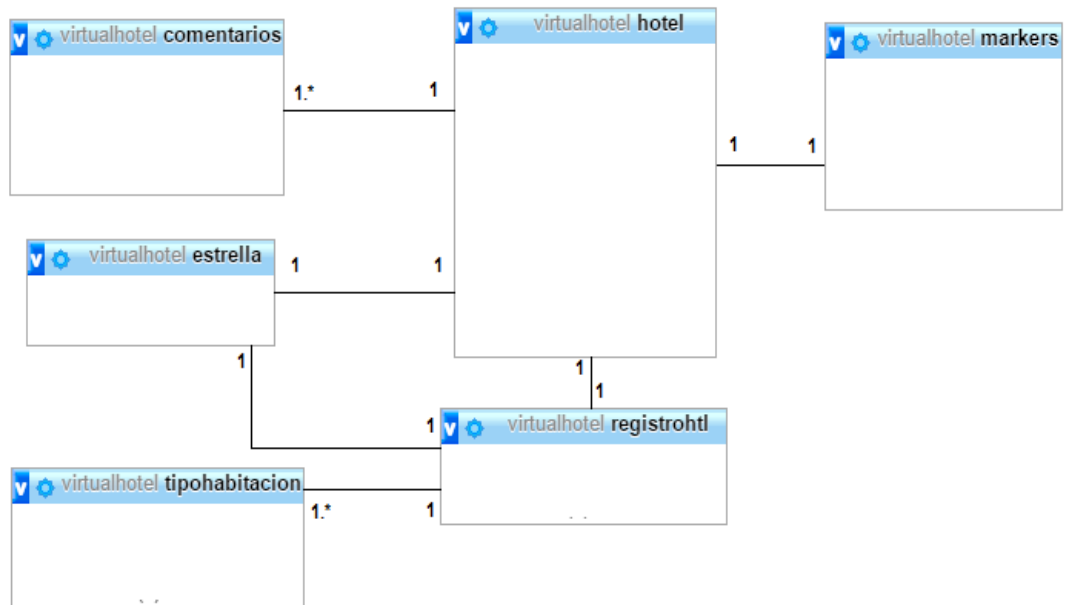 v virtualhotel comentarios
v virtualhotel hotel
v virtualhotel markers
1.*
1
1
1
v virtualhotel estrella
1
1
1
1
1
1
v virtualhotel registrohtl
v virtualhotel tipohabitacion
1.*
1